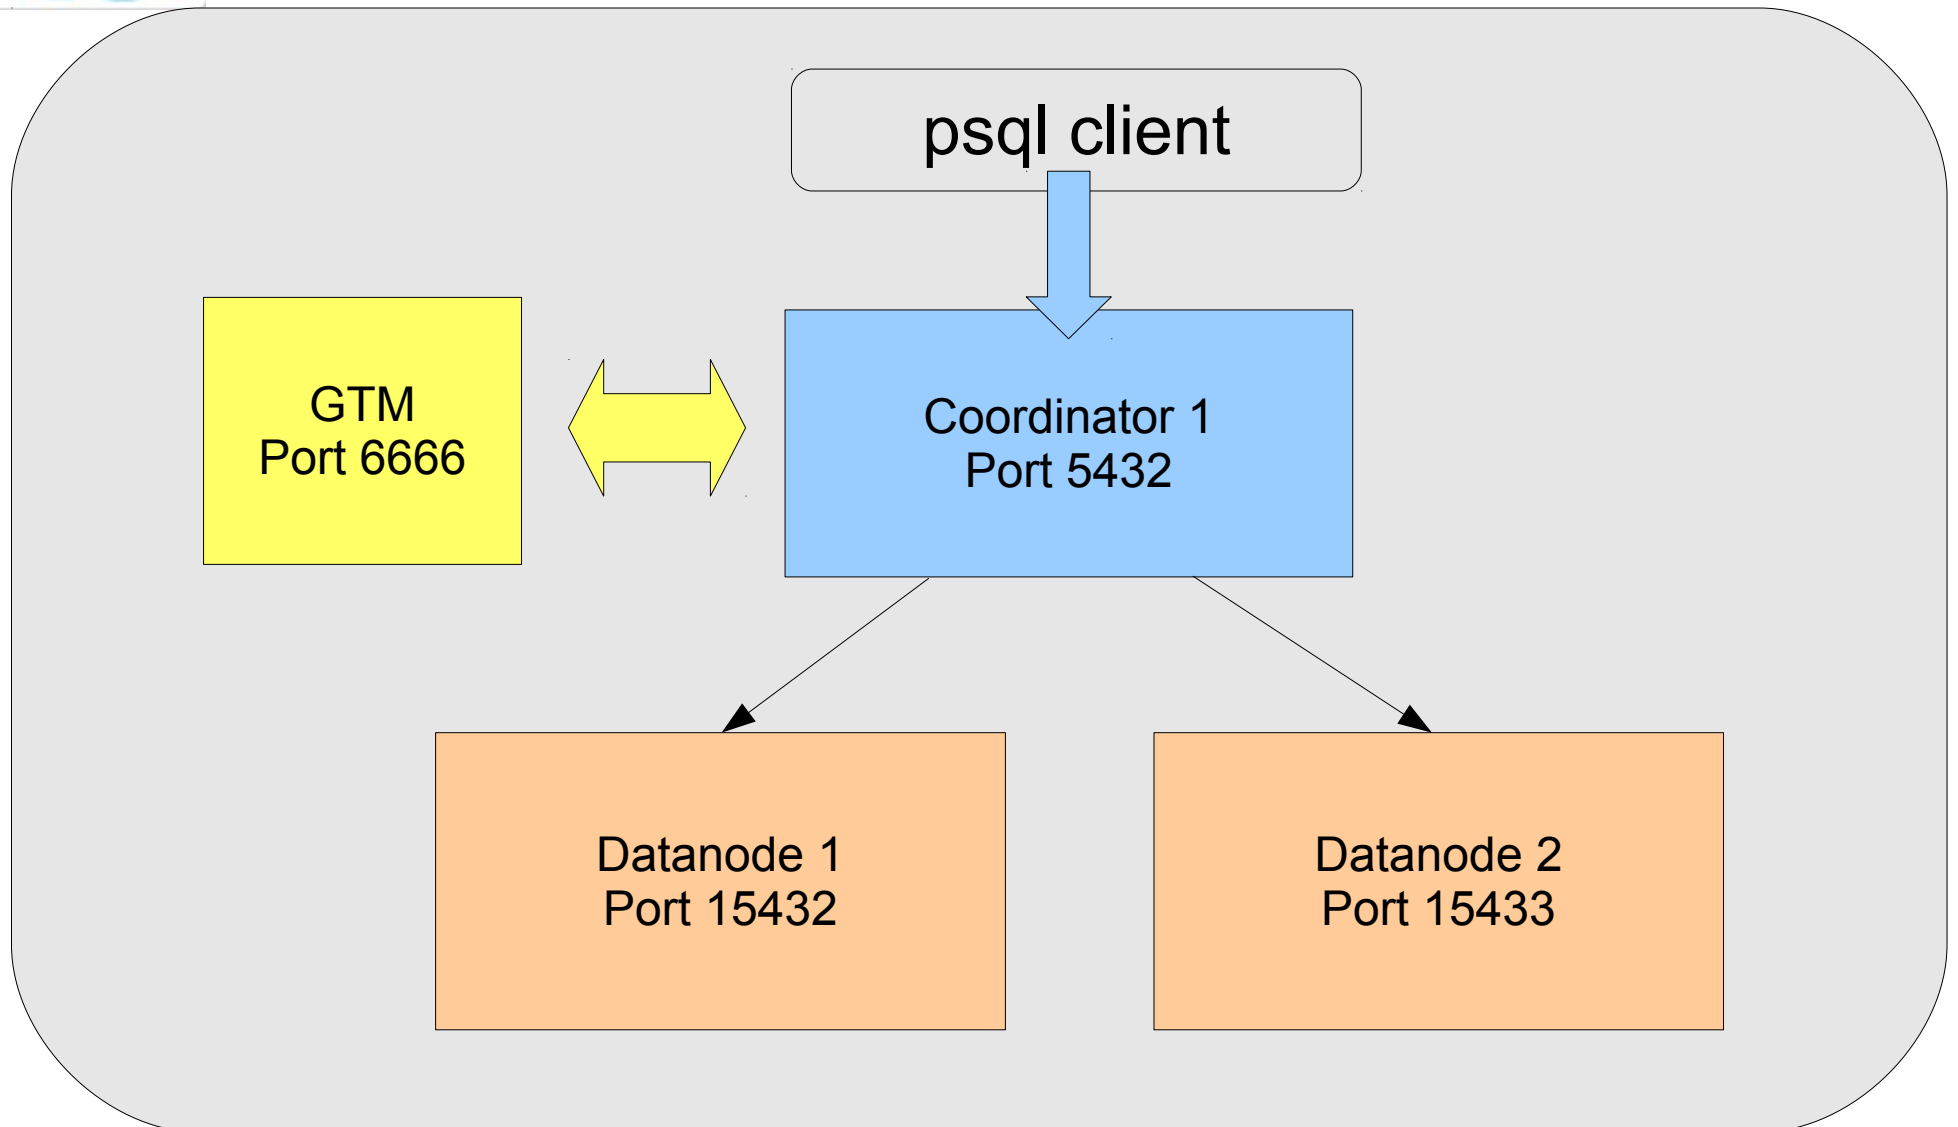 psql client
GTM
Port 6666
Coordinator 1
Port 5432
Datanode 1
Port 15432
Datanode 2
Port 15433